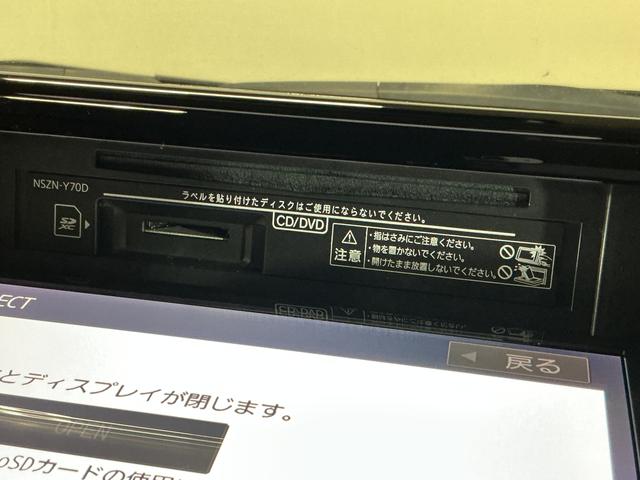 NSZN-Y70D
ラベルを貼り付けたディスクはご使用にならないでください。
CD/DVD
SD
XC
注意
・指はさみにご注意ください。
・物を置かないでください。
・開けたまま放置しないでください。
ECT
戻る
とディスプレイが閉じます。
OPEN
oSDカードの使用